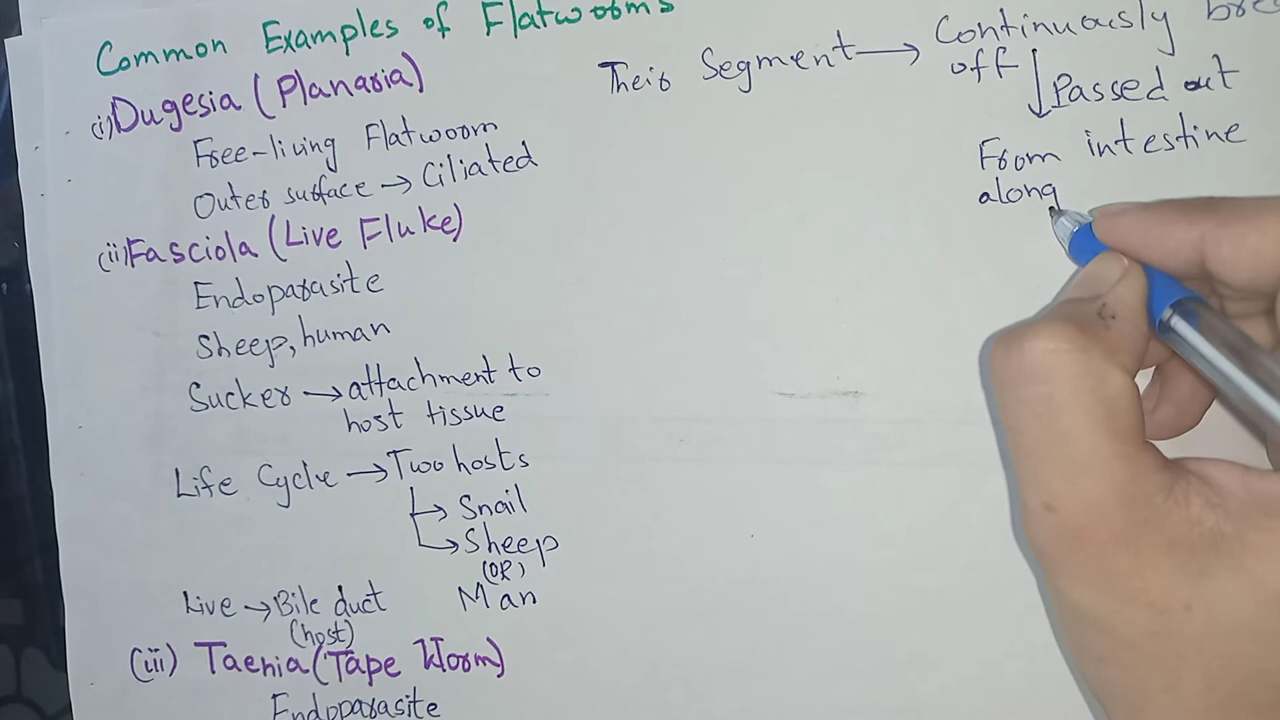 Common Examples of Flatworms
(i) Dugesia (Planaria)
Free-living Flatworm
Outer surface → Ciliated
(ii) Fasciola (Live Fluke)
Endoparasite
Sheep, human
Sucker → attachment to
host tissue
Life Cycle → Two hosts
→ Snail
→ Sheep
(OR)
Man
Live → Bile duct
(host)
(iii) Taenia (Tape Worm)
Endoparasite
Their Segment → Continuously
off
↓ Passed out
From intestine
along